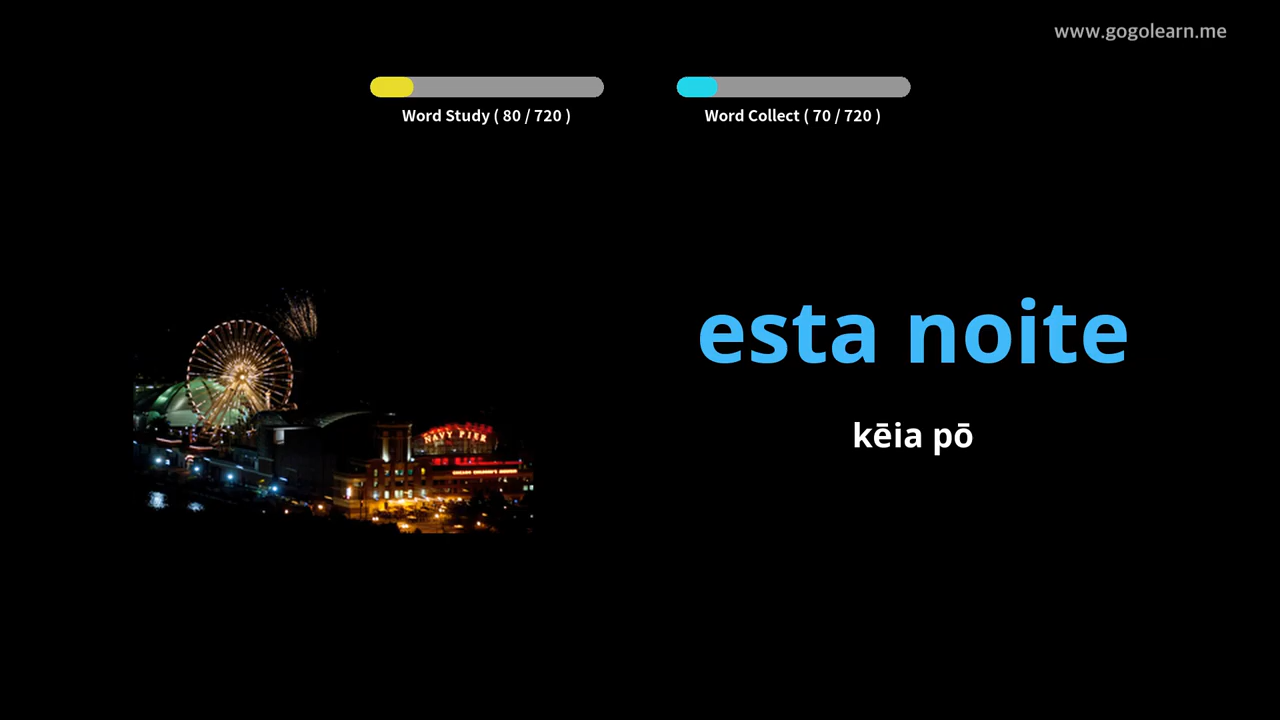 www.gogolearn.me
Word Study ( 80 / 720 )
Word Collect ( 70 / 720 )
esta noite
kēia pō
NAVY PIER